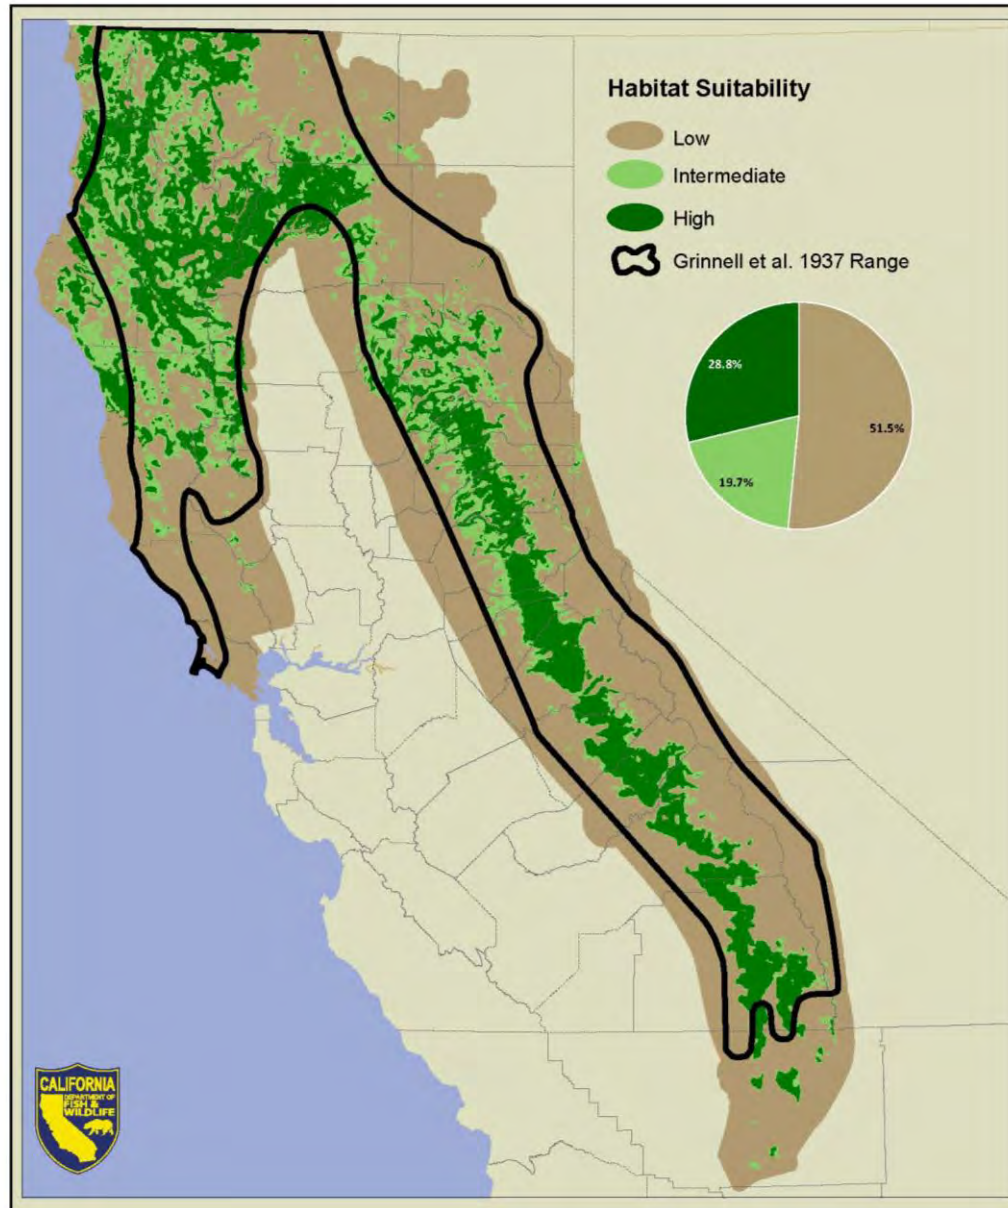 Habitat Suitability
Low
Intermediate
High
Grinnell et al. 1937 Range
28.8%
51.5%
19.7%
CALIFORNIA
DEPARTMENT OF
FISH &
WILDLIFE